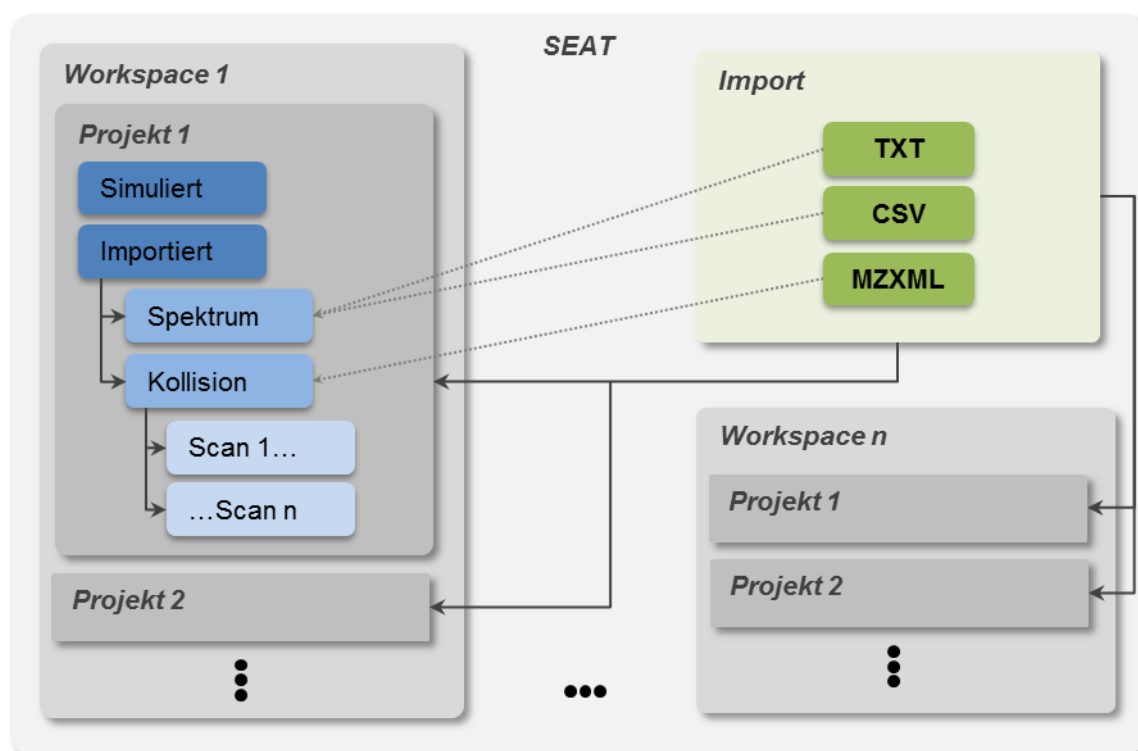 SEAT
Workspace 1
Projekt 1
Simuliert
Importiert
Spektrum
Kollision
Scan 1...
...Scan n
Projekt 2
Import
TXT
CSV
MZXML
Workspace n
Projekt 1
Projekt 2